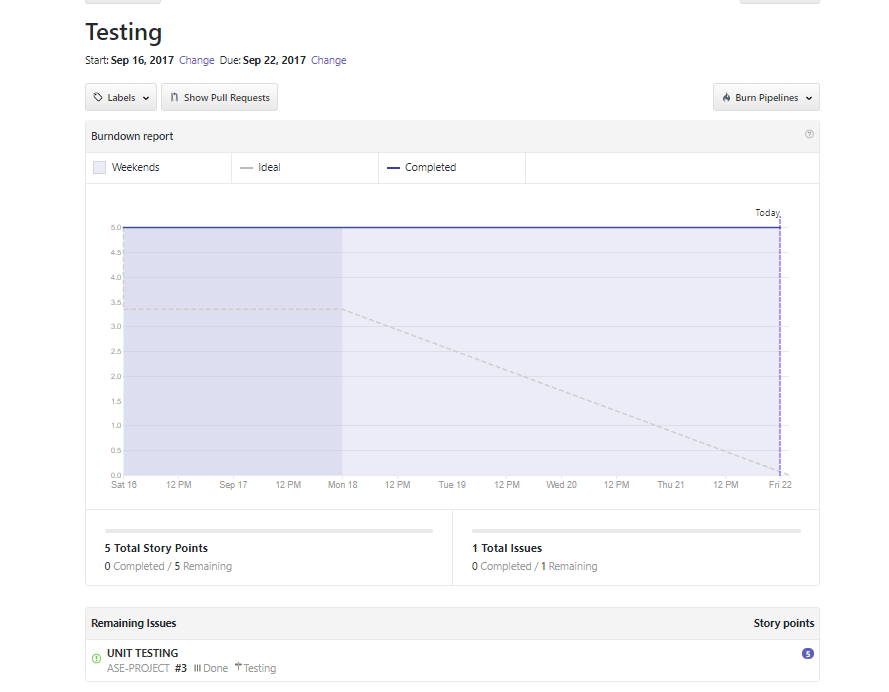 Testing
Start: Sep 16, 2017 Change Due: Sep 22, 2017 Change
Labels Show Pull Requests Burn Pipelines
Burndown report
Weekends Ideal Completed
Today
5.0
4.5
4.0
3.5
3.0
2.5
2.0
1.5
1.0
0.5
0.0
Sat 16 12 PM Sep 17 12 PM Mon 18 12 PM Tue 19 12 PM Wed 20 12 PM Thu 21 12 PM Fri 22
5 Total Story Points
0 Completed / 5 Remaining
1 Total Issues
0 Completed / 1 Remaining
Remaining Issues Story points
UNIT TESTING 5
ASE-PROJECT #3 Done Testing